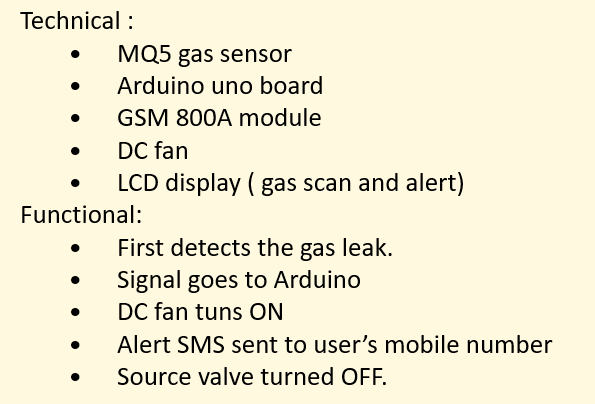 Technical :
• MQ5 gas sensor
• Arduino uno board
• GSM 800A module
• DC fan
• LCD display ( gas scan and alert)
Functional:
• First detects the gas leak.
• Signal goes to Arduino
• DC fan tuns ON
• Alert SMS sent to user’s mobile number
• Source valve turned OFF.